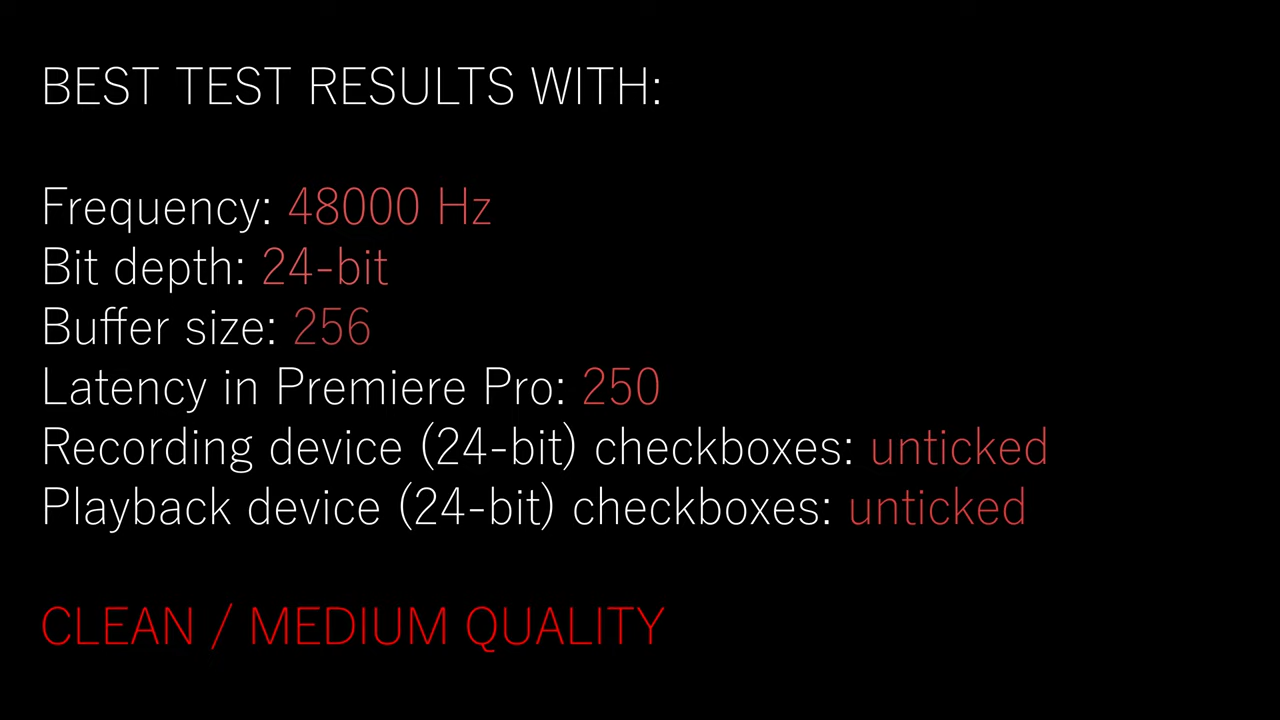 BEST TEST RESULTS WITH:
Frequency: 48000 Hz
Bit depth: 24-bit
Buffer size: 256
Latency in Premiere Pro: 250
Recording device (24-bit) checkboxes: unticked
Playback device (24-bit) checkboxes: unticked
CLEAN / MEDIUM QUALITY